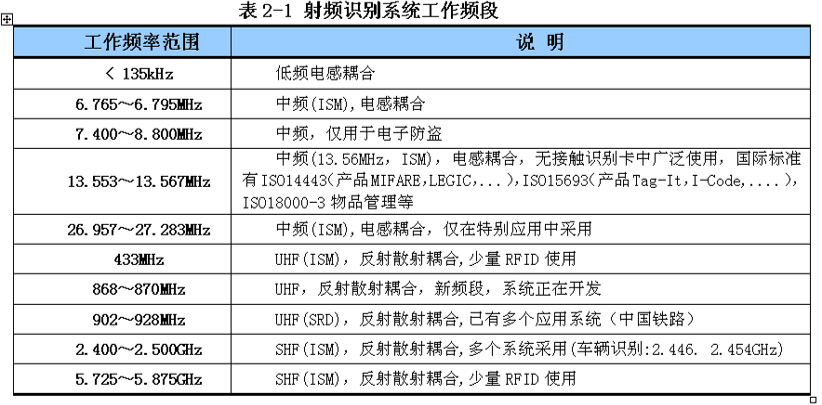 表 2-1 射频识别系统工作频段
工作频率范围 说 明
< 135kHz 低频电感耦合
6.765～6.795MHz 中频(ISM),电感耦合
7.400～8.800MHz 中频，仅用于电子防盗
13.553～13.567MHz 中频(13.56MHz，ISM)，电感耦合，无接触识别卡中广泛使用，国际标准
有ISO14443(产品MIFARE,LEGIC,...),ISO15693(产品Tag-It,I-Code,....),
ISO18000-3 物品管理等
26.957～27.283MHz 中频(ISM),电感耦合，仅在特别应用中采用
433MHz UHF(ISM)，反射散射耦合,少量RFID 使用
868～870MHz UHF，反射散射耦合，新频段，系统正在开发
902～928MHz UHF(SRD)，反射散射耦合,己有多个应用系统（中国铁路）
2.400～2.500GHz SHF(ISM)，反射散射耦合,多个系统采用(车辆识别:2.446. 2.454GHz)
5.725～5.875GHz SHF(ISM)，反射散射耦合,少量RFID 使用